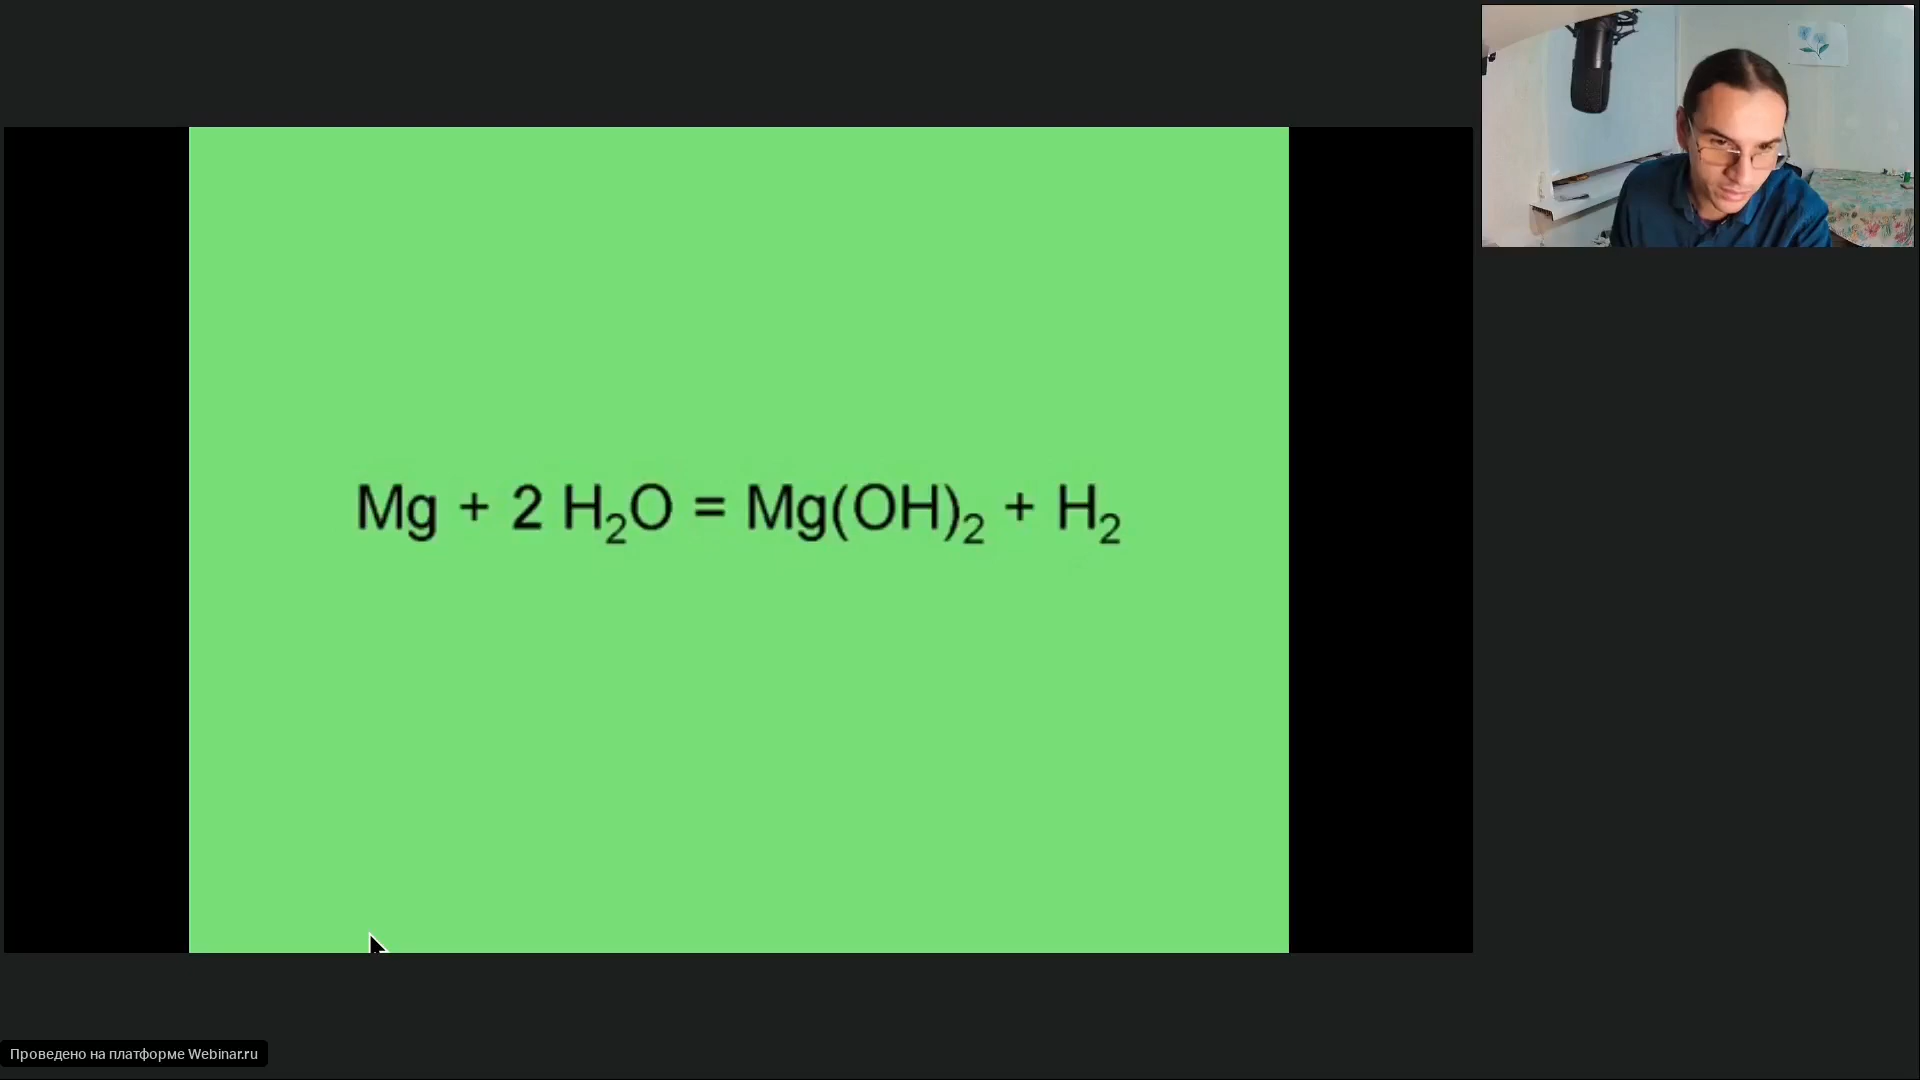 Mg + 2 H₂O = Mg(OH)₂ + H₂
Проведено на платформе Webinar.ru